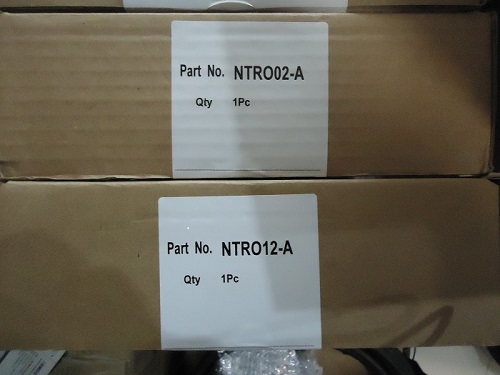 Part No. NTRO02-A
Qty 1Pc
Part No. NTRO12-A
Qty 1Pc